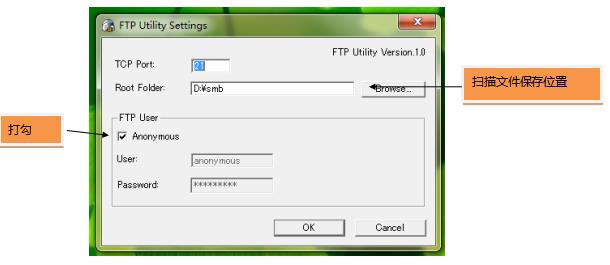 FTP Utility Settings
FTP Utility Version.1.0
TCP Port:
21
Root Folder:
D:¥smb
Browse...
扫描文件保存位置
FTP User
打勾
Anonymous
User:
anonymous
Password:
*********
OK
Cancel